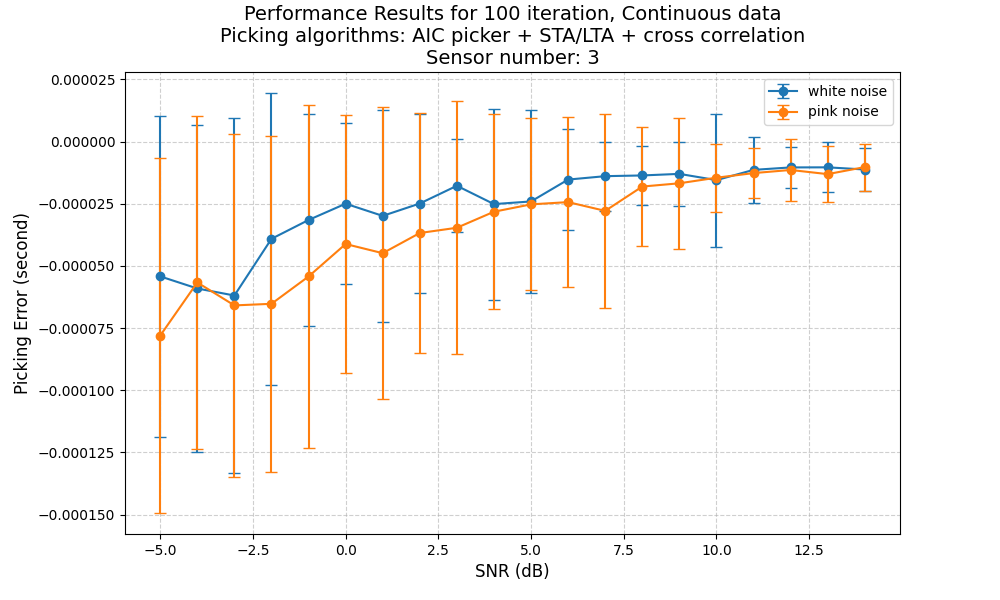 Performance Results for 100 iteration, Continuous data
Picking algorithms: AIC picker + STA/LTA + cross correlation
Sensor number: 3
white noise
pink noise
Picking Error (second)
0.000025
0.000000
−0.000025
−0.000050
−0.000075
−0.000100
−0.000125
−0.000150
−5.0 −2.5 0.0 2.5 5.0 7.5 10.0 12.5
SNR (dB)